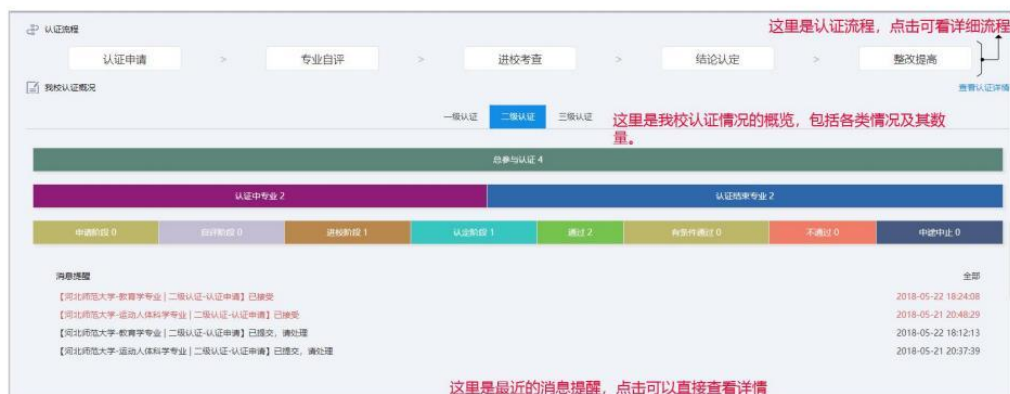 认证流程
这里是认证流程，点击可看详细流程
认证申请 > 专业自评 > 进校考查 > 结论认定 > 整改提高
我校认证概况
查看认证详情
一级认证 二级认证 三级认证
这里是我校认证情况的概览，包括各类情况及其数
量。
总参与认证 4
认证中专业 2 认证结束专业 2
申请阶段 0 自评阶段 0 进校阶段 1 认定阶段 1 通过 2 有条件通过 0 不通过 0 中途中止 0
消息提醒 全部
【河北师范大学-教育学专业 | 二级认证-认证申请】已接受 2018-05-22 18:24:08
【河北师范大学-运动人体科学专业 | 二级认证-认证申请】已接受 2018-05-21 20:48:29
【河北师范大学-教育学专业 | 二级认证-认证申请】已提交，请处理 2018-05-22 18:12:13
【河北师范大学-运动人体科学专业 | 二级认证-认证申请】已提交，请处理 2018-05-21 20:37:39
这里是最近的消息提醒，点击可以直接查看详情